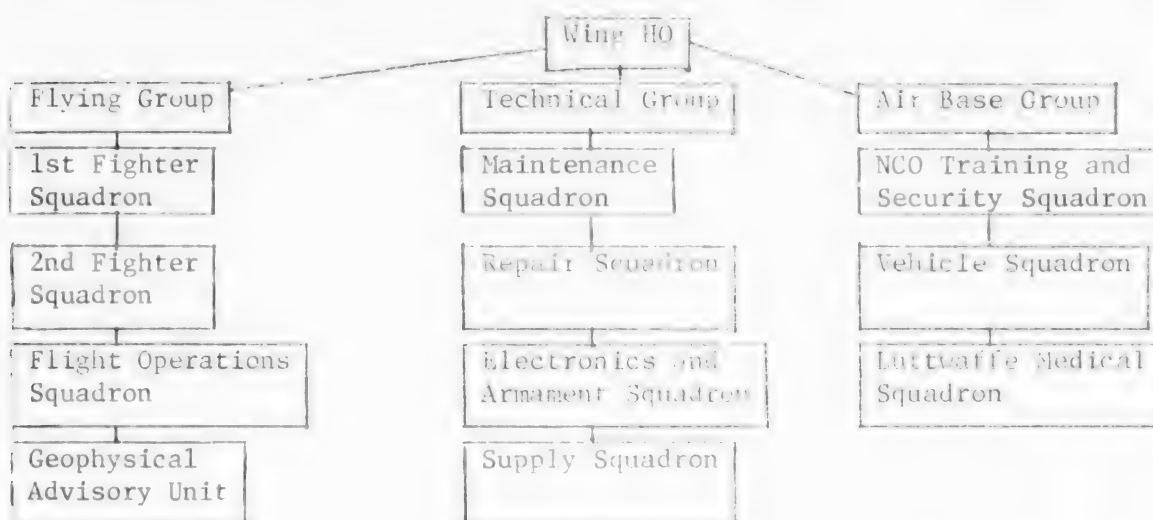 Wing HQ
Flying Group
Technical Group
Air Base Group
1st Fighter
Squadron
Maintenance
Squadron
NCO Training and
Security Squadron
2nd Fighter
Squadron
Repair Squadron
Vehicle Squadron
Flight Operations
Squadron
Electronics and
Armament Squadron
Luftwaffe Medical
Squadron
Geophysical
Advisory Unit
Supply Squadron